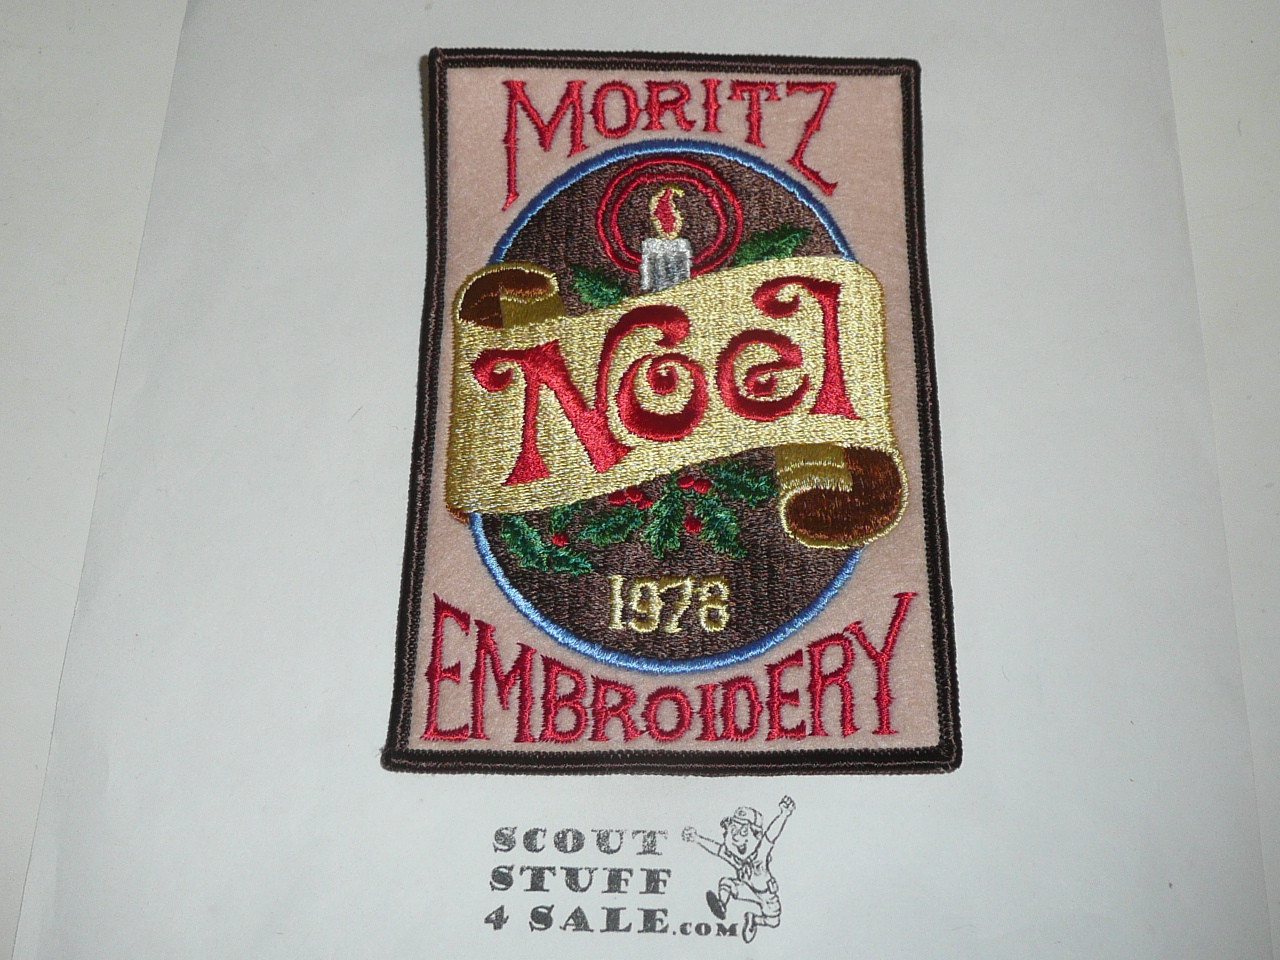 MORITZ
Noel
1978
EMBROIDERY
SCOUT
STUFF
4 SALE.COM